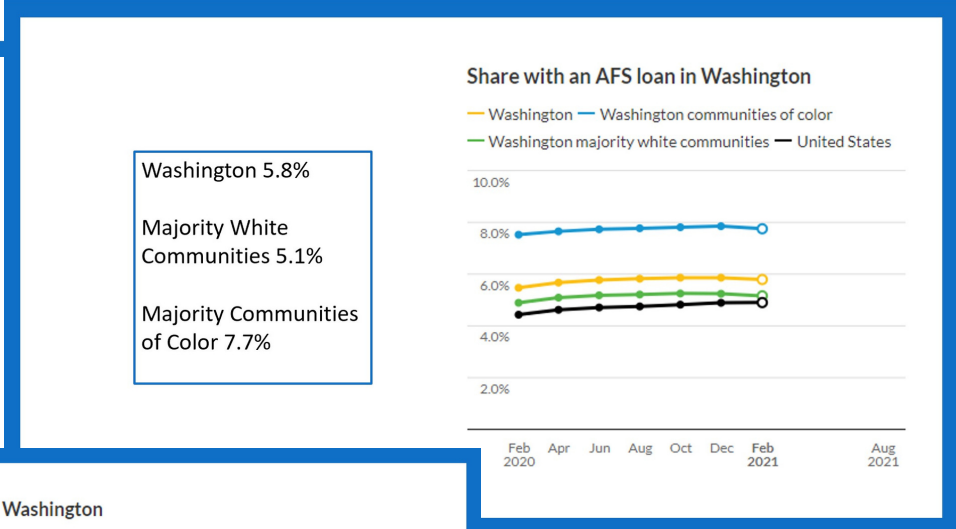 Share with an AFS loan in Washington
Washington
Washington communities of color
Washington majority white communities
United States
Washington 5.8%
Majority White
Communities 5.1%
Majority Communities
of Color 7.7%
10.0%
8.0%
6.0%
4.0%
2.0%
Feb 2020
Apr
Jun
Aug
Oct
Dec
Feb 2021
Aug 2021
Washington